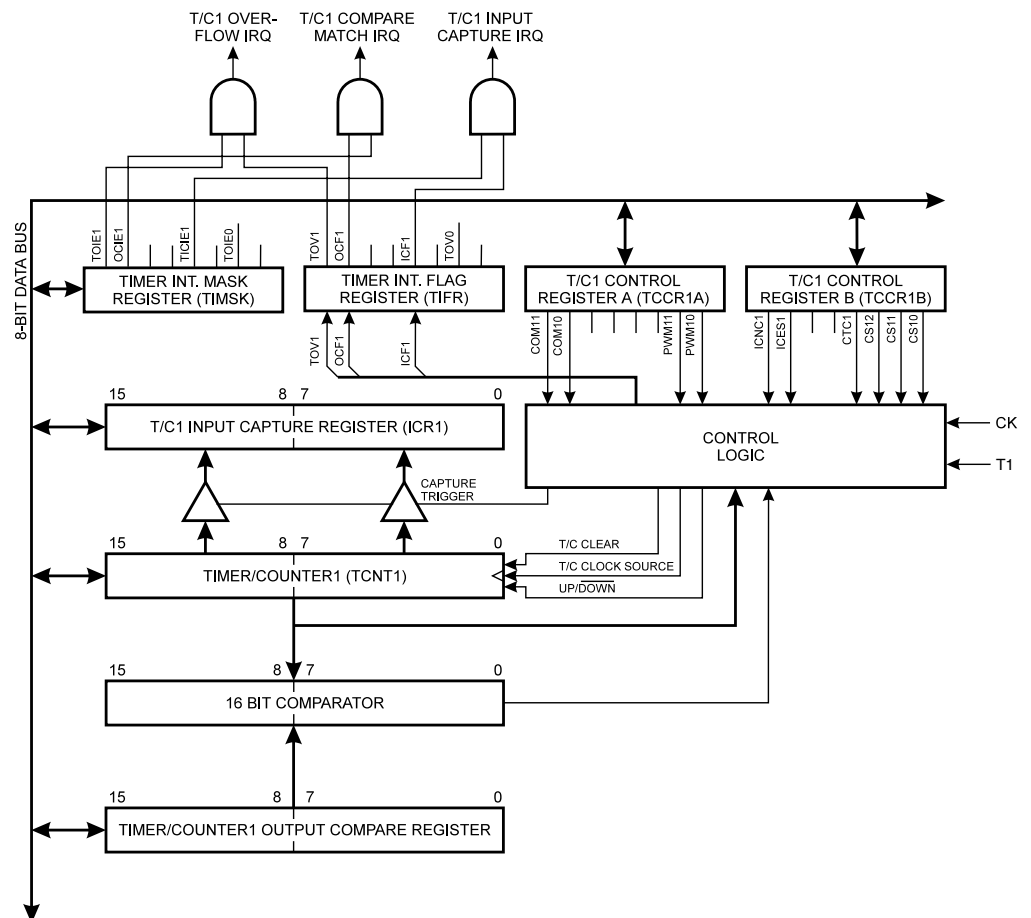 T/C1 OVER-
FLOW IRQ
T/C1 COMPARE
MATCH IRQ
T/C1 INPUT
CAPTURE IRQ
8-BIT DATA BUS
TOIE1
OCIE1
TICIE1
TOIE0
TOV1
OCF1
ICF1
TOV0
TIMER INT. MASK
REGISTER (TIMSK)
TIMER INT. FLAG
REGISTER (TIFR)
T/C1 CONTROL
REGISTER A (TCCR1A)
T/C1 CONTROL
REGISTER B (TCCR1B)
TOV1
OCF1
ICF1
COM11
COM10
PWM11
PWM10
ICNC1
ICES1
CTC1
CS12
CS11
CS10
15 8 7 0
T/C1 INPUT CAPTURE REGISTER (ICR1)
CONTROL
LOGIC
CK
T1
CAPTURE
TRIGGER
15 8 7 0
TIMER/COUNTER1 (TCNT1)
T/C CLEAR
T/C CLOCK SOURCE
UP/DOWN
15 8 7 0
16 BIT COMPARATOR
15 8 7 0
TIMER/COUNTER1 OUTPUT COMPARE REGISTER